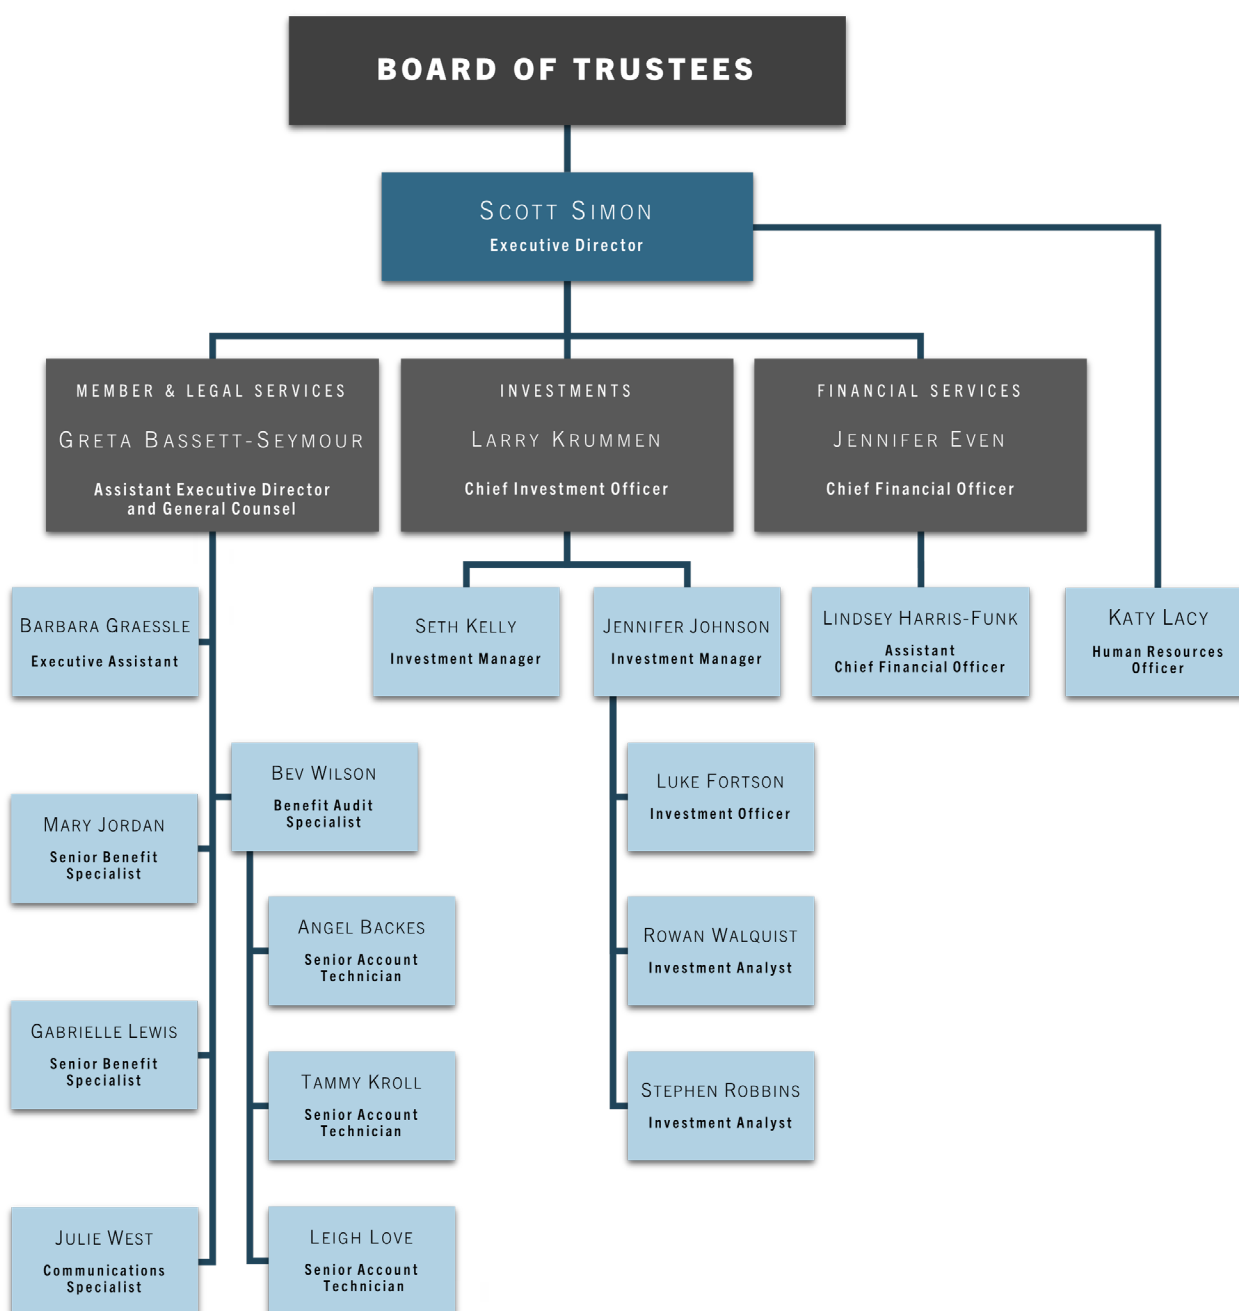 BOARD OF TRUSTEES
SCOTT SIMON
Executive Director
MEMBER & LEGAL SERVICES
GRETA BASSETT-SEYMOUR
Assistant Executive Director
and General Counsel
INVESTMENTS
LARRY KRUMMEN
Chief Investment Officer
FINANCIAL SERVICES
JENNIFER EVEN
Chief Financial Officer
BARBARA GRAESSLE
Executive Assistant
SETH KELLY
Investment Manager
JENNIFER JOHNSON
Investment Manager
LINDSEY HARRIS-FUNK
Assistant
Chief Financial Officer
KATY LACY
Human Resources
Officer
BEV WILSON
Benefit Audit
Specialist
LUKE FORTSON
Investment Officer
MARY JORDAN
Senior Benefit
Specialist
ANGEL BACKES
Senior Account
Technician
ROWAN WALQUIST
Investment Analyst
GABRIELLE LEWIS
Senior Benefit
Specialist
TAMMY KROLL
Senior Account
Technician
STEPHEN ROBBINS
Investment Analyst
JULIE WEST
Communications
Specialist
LEIGH LOVE
Senior Account
Technician